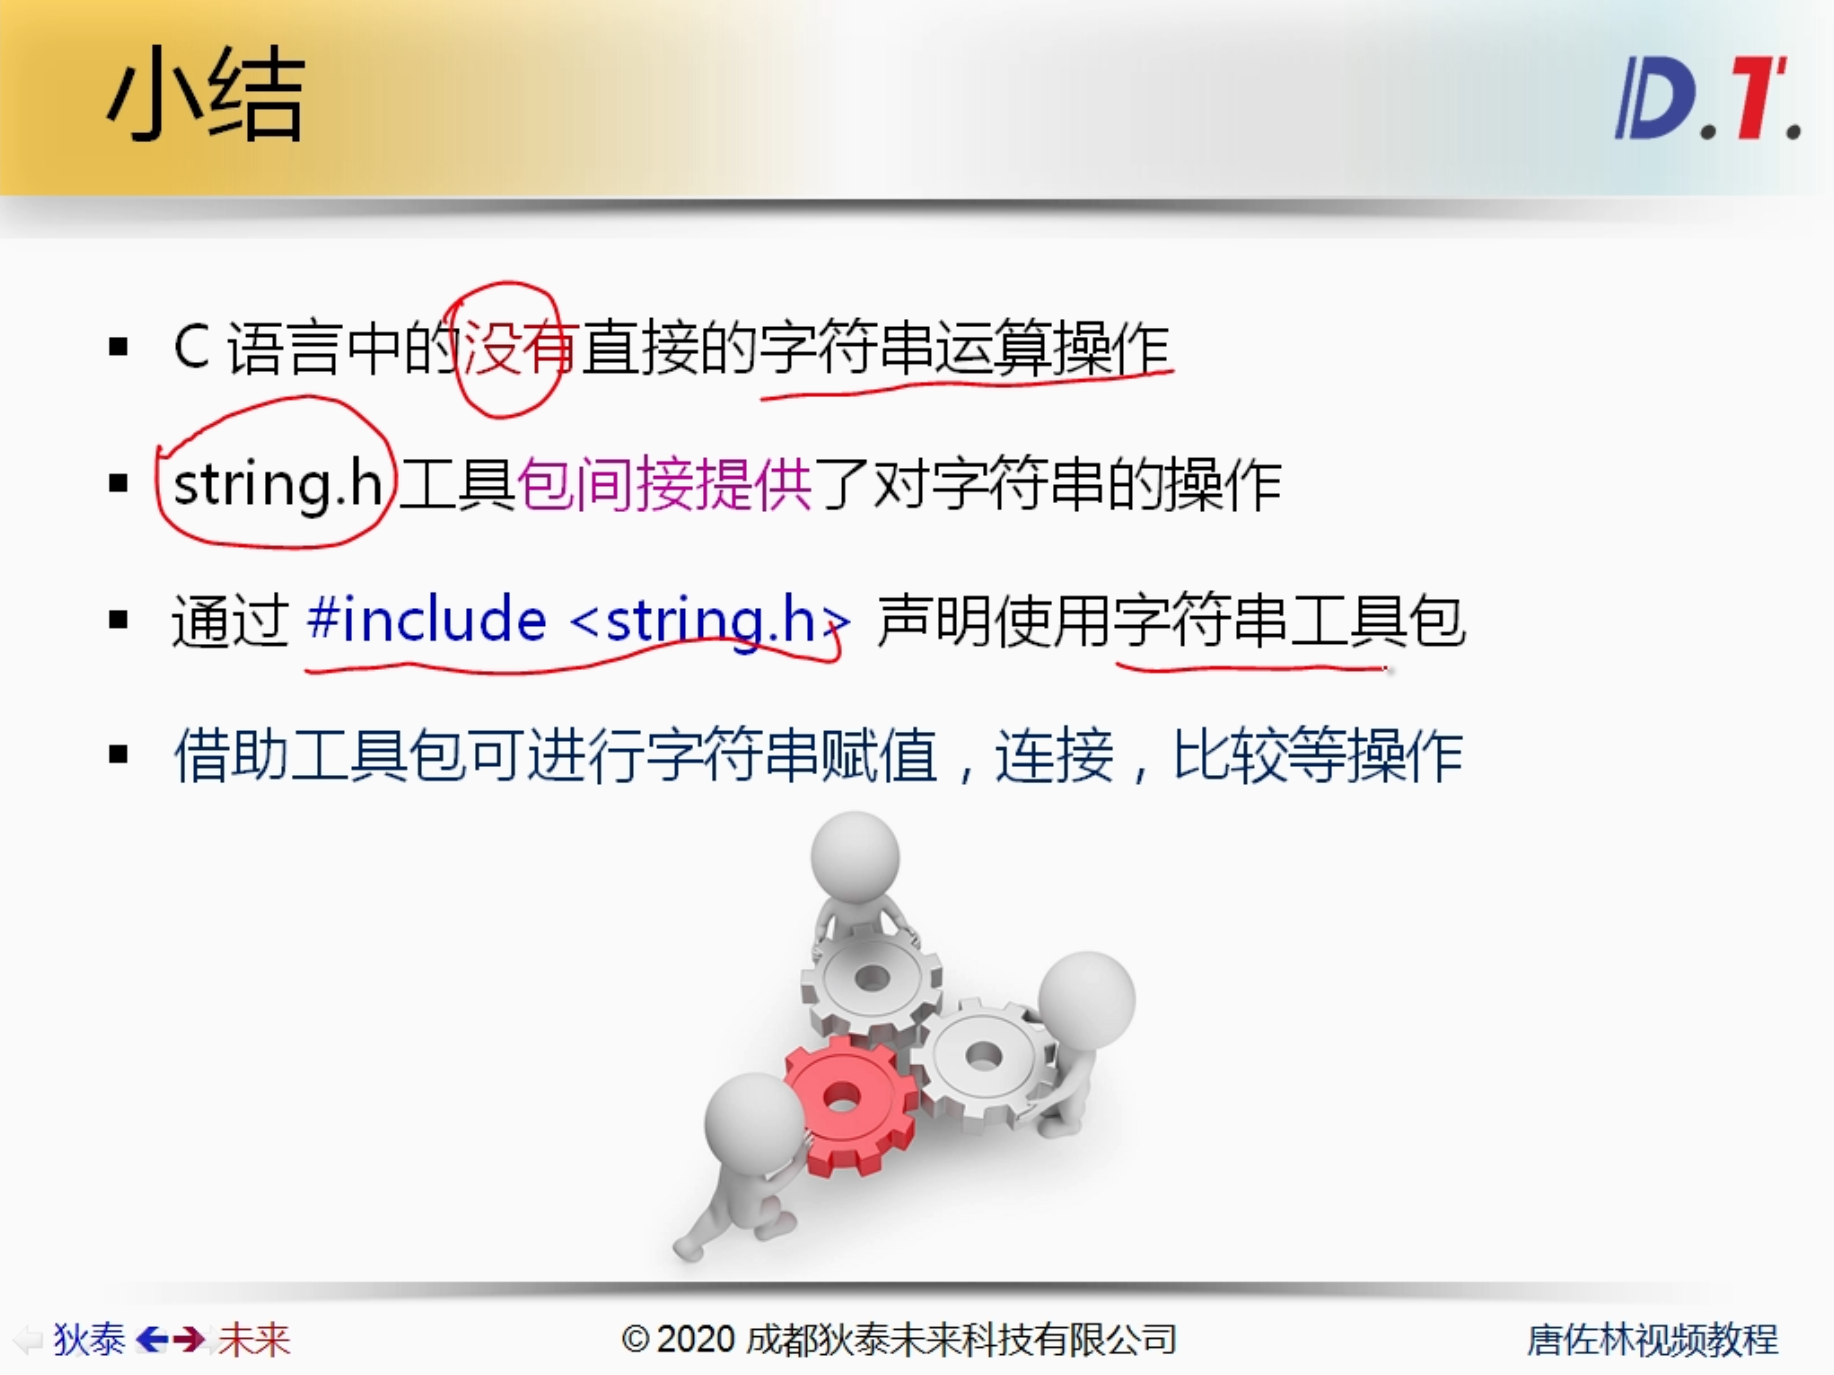 小结
D.T.
C 语言中的没有直接的字符串运算操作
string.h 工具包间接提供了对字符串的操作
通过 #include <string.h> 声明使用字符串工具包
借助工具包可进行字符串赋值，连接，比较等操作
狄泰 未来
© 2020 成都狄泰未来科技有限公司
唐佐林视频教程